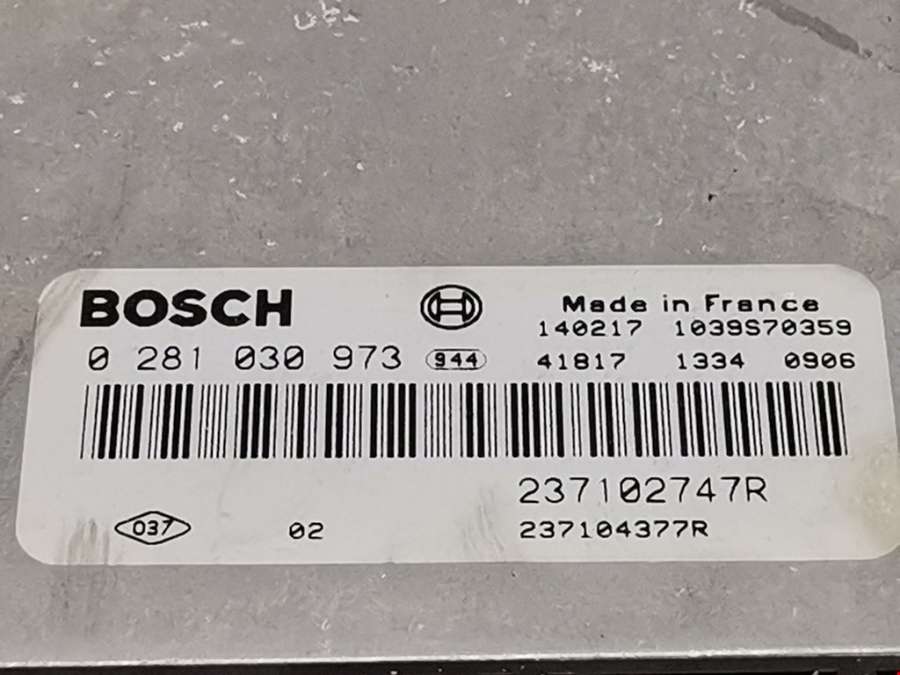 BOSCH
Made in France
140217 1039S70359
0 281 030 973 944 41817 1334 0906
237102747R
037 02 237104377R